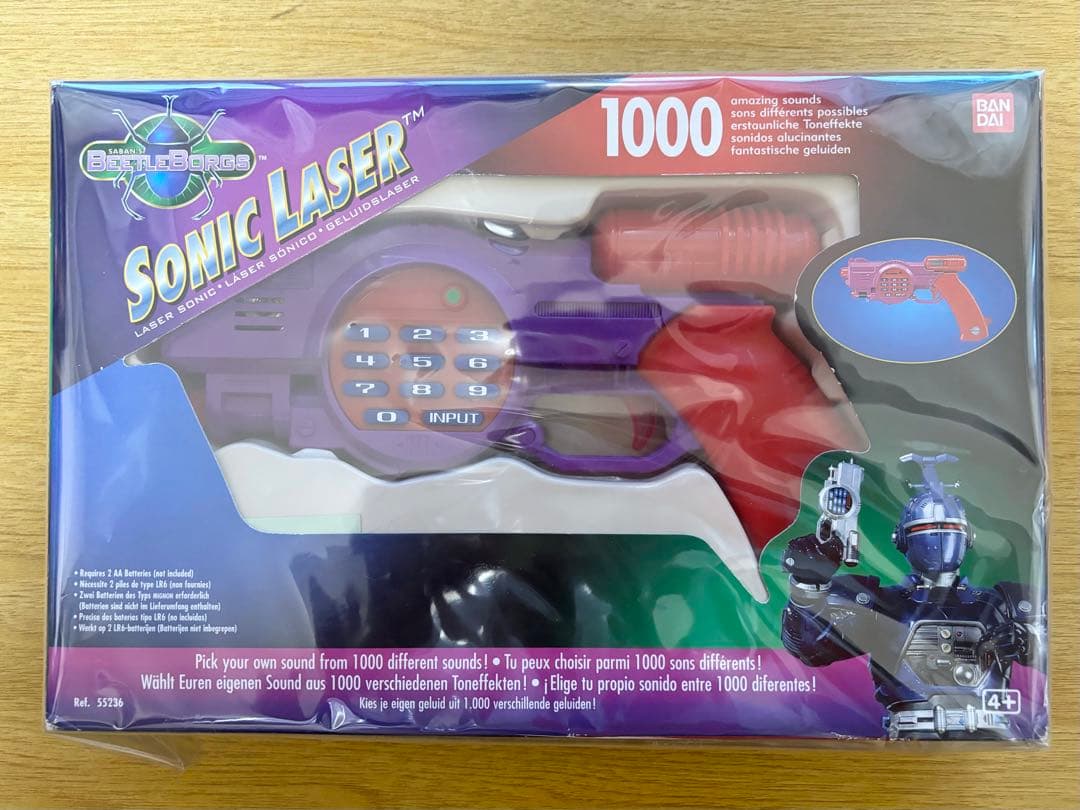 SABAN'S
BEETLEBORGS™
SONIC LASER™
LASER SONIC • LÁSER SÓNICO • GELUIDSLASER
1000
amazing sounds
sons différents possibles
erstaunliche Toneffekte
sonidos alucinantes
fantastische geluiden
BAN
DAI
1 2 3
4 5 6
7 8 9
0 INPUT
• Requires 2 AA Batteries (not included)
• Nécessite 2 piles de type LR6 (non fournies)
• Zwei Batterien des Typs MIGNON erforderlich
(Batterien sind nicht im Lieferumfang enthalten)
• Precisa dos baterias tipo LR6 (no incluidas)
• Werkt op 2 LR6-batterijen (Batterijen niet inbegrepen)
Pick your own sound from 1000 different sounds! • Tu peux choisir parmi 1000 sons différents!
Wählt Euren eigenen Sound aus 1000 verschiedenen Toneffekten! • ¡Elige tu propio sonido entre 1000 diferentes!
Kies je eigen geluid uit 1.000 verschillende geluiden!
Ref. 55236
4+